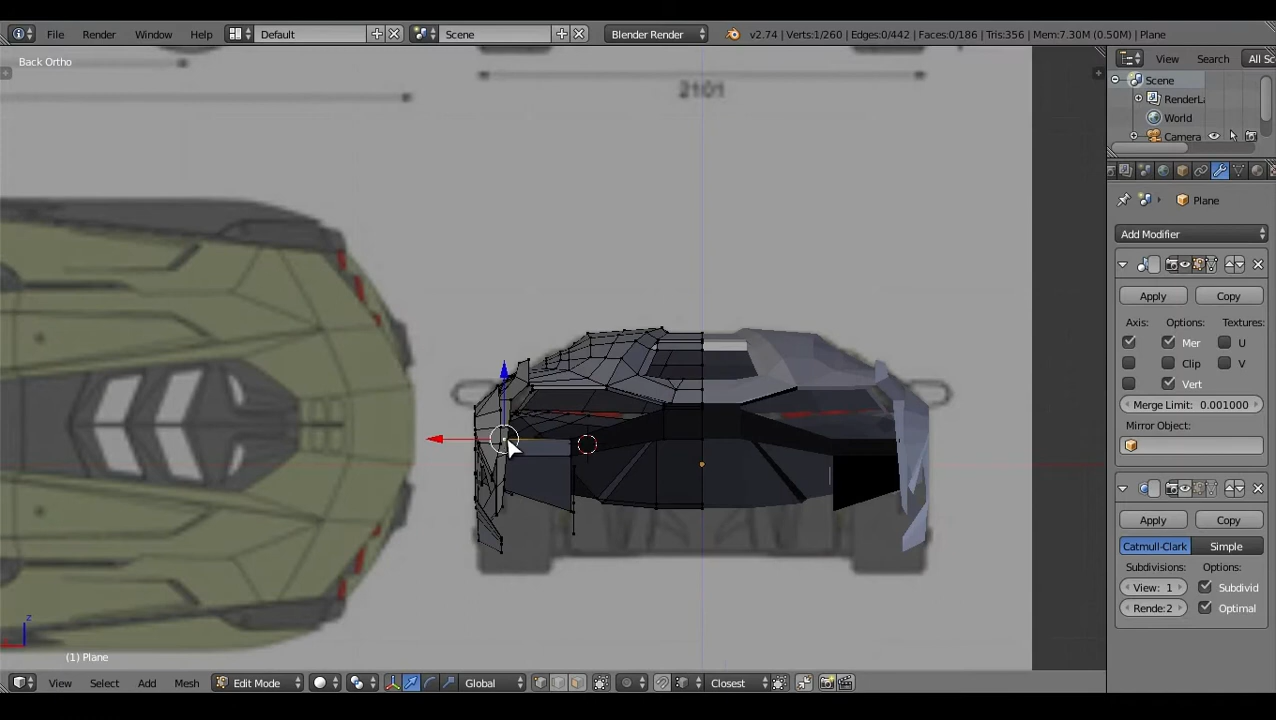 File Render Window Help Default Scene Blender Render v2.74 | Verts:1/260 | Edges:0/442 | Faces:0/186 | Tris:356 | Mem:7.30M (0.50M) | Plane
Back Ortho
View Search All Sc
Scene
RenderLa
World
Camera
2101
Plane
Add Modifier
Apply Copy
Axis: Options: Textures:
Mer U
Clip V
Vert
Merge Limit: 0.001000
Mirror Object:
Apply Copy
Catmull-Clark Simple
Subdivisions: Options:
View: 1 Subdivid
Rende:2 Optimal
z
(1) Plane
View Select Add Mesh Edit Mode Global Closest